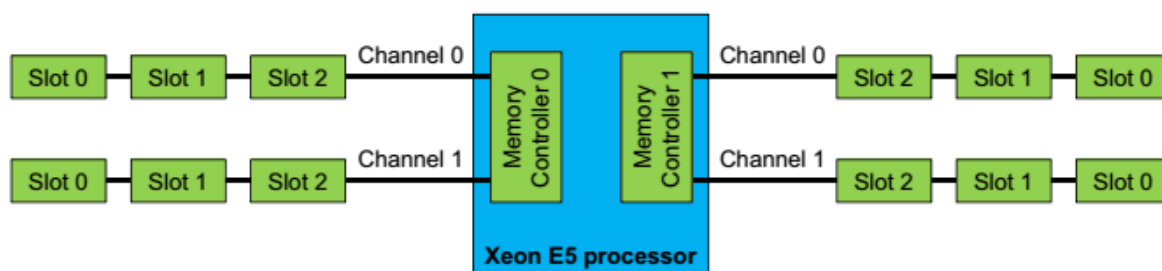 Channel 0
Channel 0
Slot 0
Slot 1
Slot 2
Memory
Controller 0
Memory
Controller 1
Slot 2
Slot 1
Slot 0
Channel 1
Channel 1
Slot 0
Slot 1
Slot 2
Slot 2
Slot 1
Slot 0
Xeon E5 processor